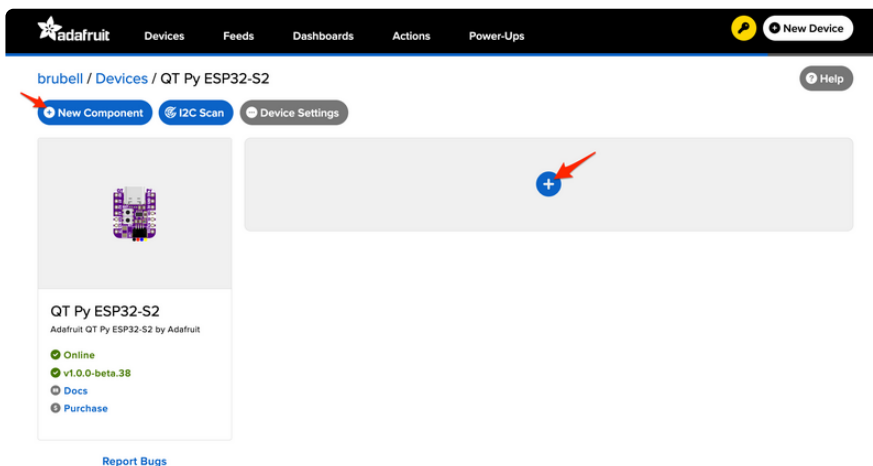 adafruit Devices Feeds Dashboards Actions Power-Ups New Device
brubell / Devices / QT Py ESP32-S2 Help
New Component I2C Scan Device Settings
QT Py ESP32-S2
Adafruit QT Py ESP32-S2 by Adafruit
Online
v1.0.0-beta.38
Docs
Purchase
Report Bugs